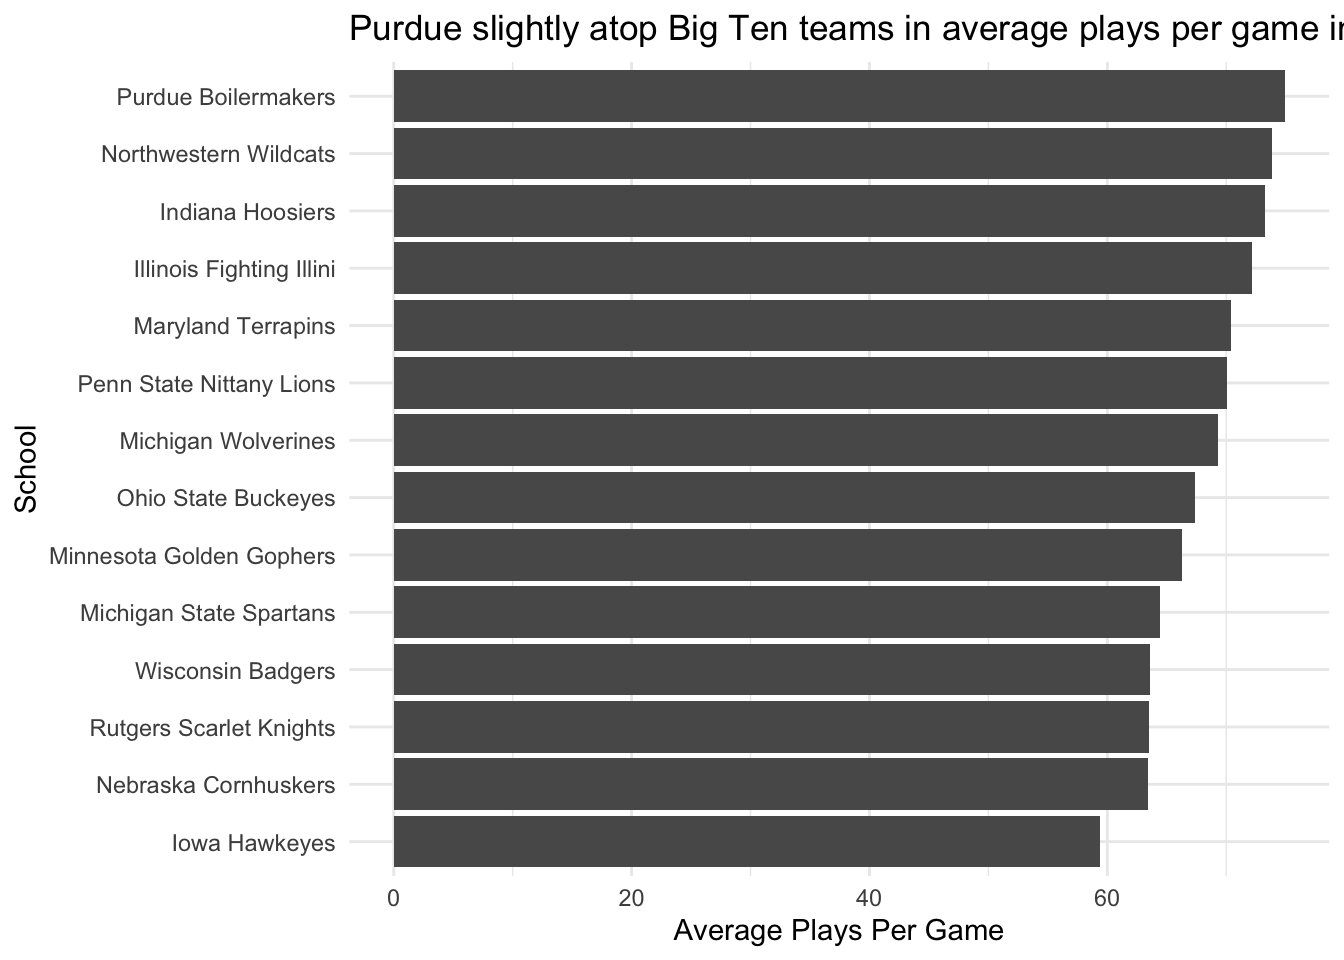 Purdue slightly atop Big Ten teams in average plays per game
Purdue Boilermakers
Northwestern Wildcats
Indiana Hoosiers
Illinois Fighting Illini
Maryland Terrapins
Penn State Nittany Lions
Michigan Wolverines
Ohio State Buckeyes
Minnesota Golden Gophers
Michigan State Spartans
Wisconsin Badgers
Rutgers Scarlet Knights
Nebraska Cornhuskers
Iowa Hawkeyes
School
0 20 40 60
Average Plays Per Game